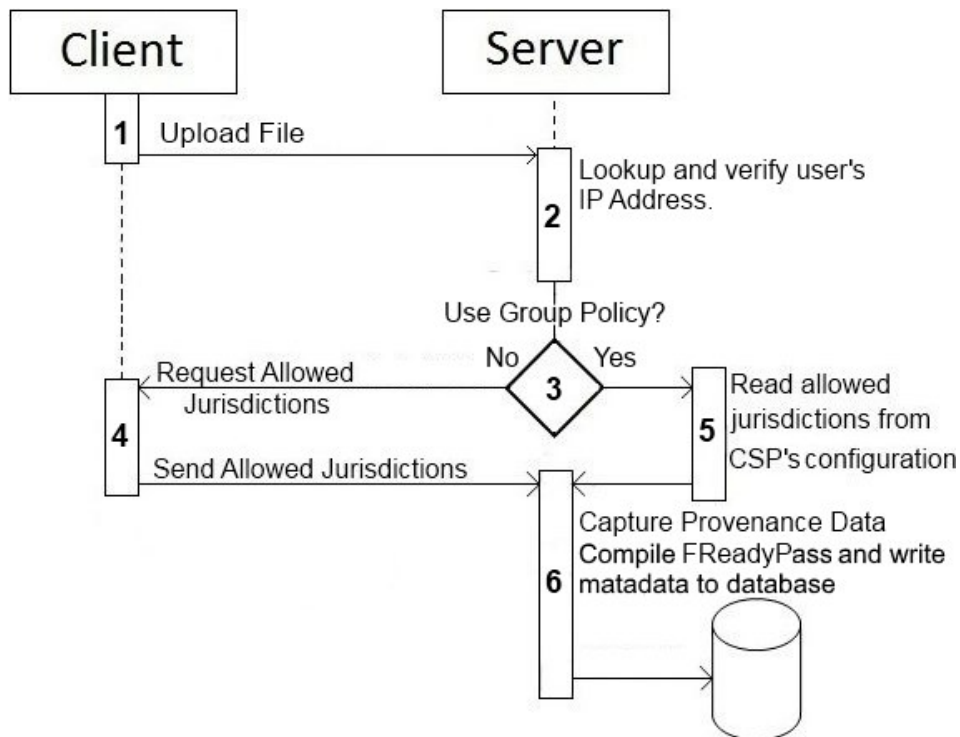 Client
Server
1
Upload File
2
Lookup and verify user's
IP Address.
Use Group Policy?
No
Yes
3
Request Allowed
Jurisdictions
4
5
Read allowed
jurisdictions from
CSP's configuration
Send Allowed Jurisdictions
6
Capture Provenance Data
Compile FReadyPass and write
matadata to database